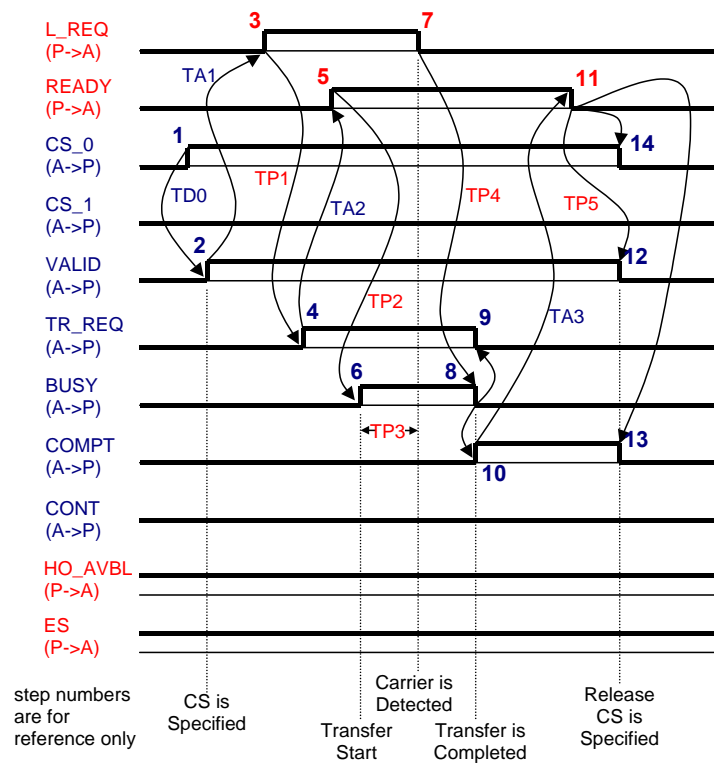 L_REQ
(P->A)
3
7
READY
(P->A)
TA1
5
11
CS_0
(A->P)
1
14
TD0
TP1
TA2
TP4
TP5
CS_1
(A->P)
VALID
(A->P)
2
12
TP2
TA3
TR_REQ
(A->P)
4
9
BUSY
(A->P)
6
8
TP3
COMPT
(A->P)
10
13
CONT
(A->P)
HO_AVBL
(P->A)
ES
(P->A)
step numbers
are for
reference only
CS is
Specified
Transfer
Start
Carrier is
Detected
Transfer is
Completed
Release
CS is
Specified